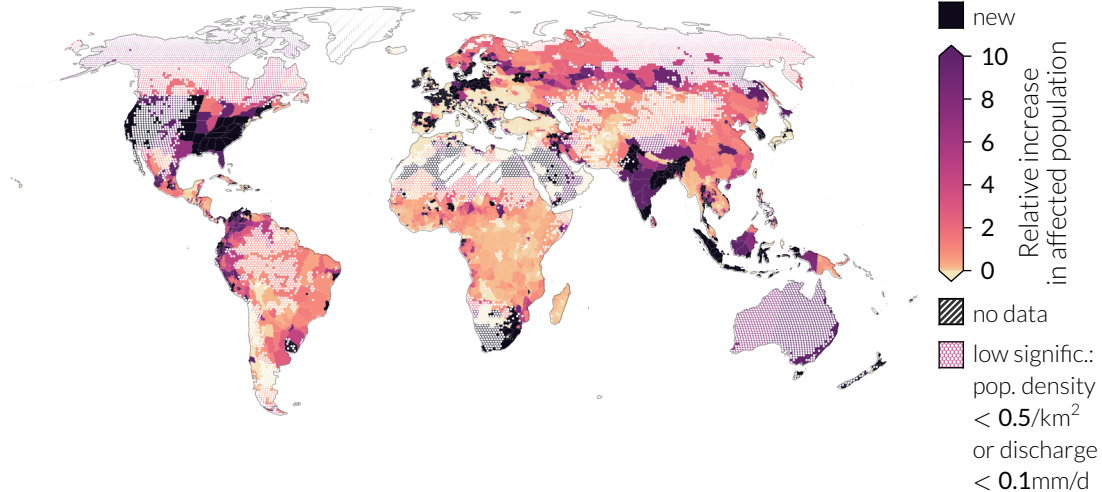 new
10
8
6
4
2
0
Relative increase
in affected population
no data
low signific.:
pop. density
< 0.5/km²
or discharge
< 0.1mm/d